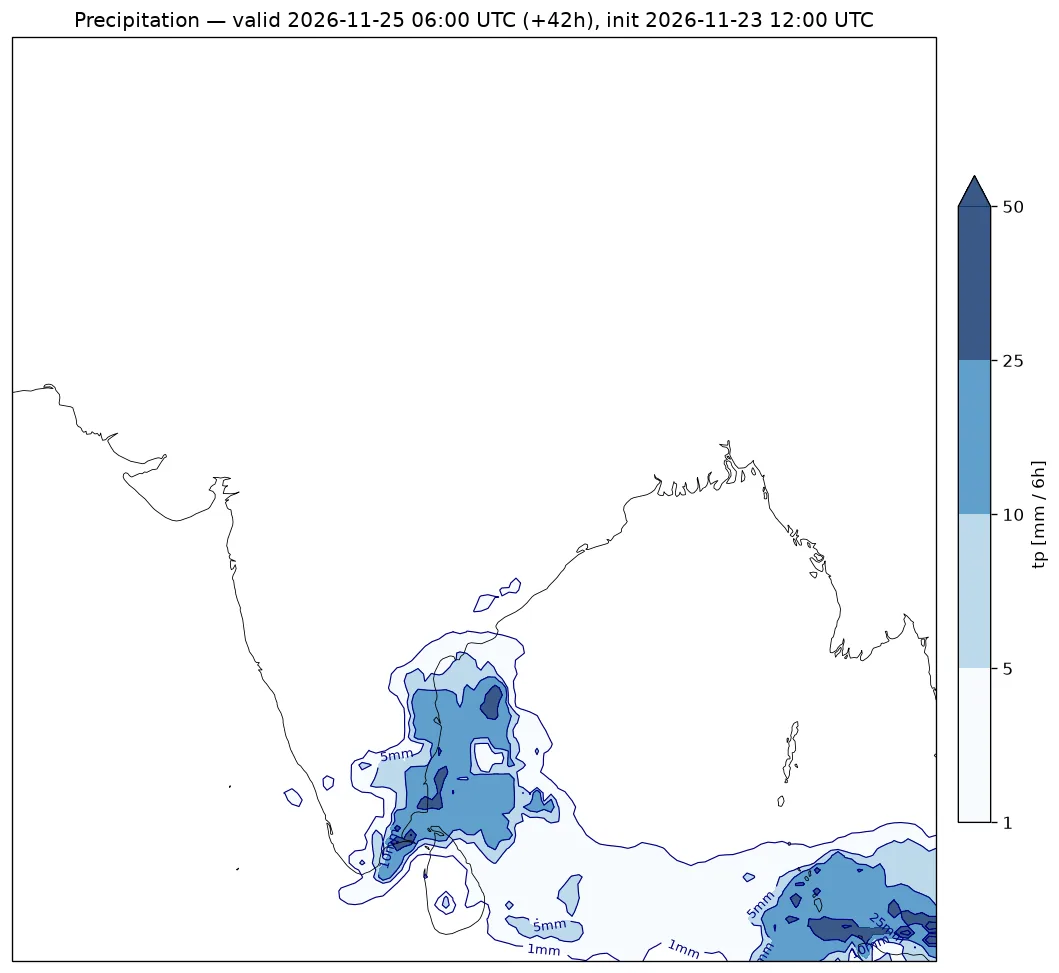 Precipitation — valid 2026-11-25 06:00 UTC (+42h), init 2026-11-23 12:00 UTC
50
25
10
5
1
tp [mm / 6h]
5mm
10mm
5mm
25mm
10mm
5mm
1mm
1mm